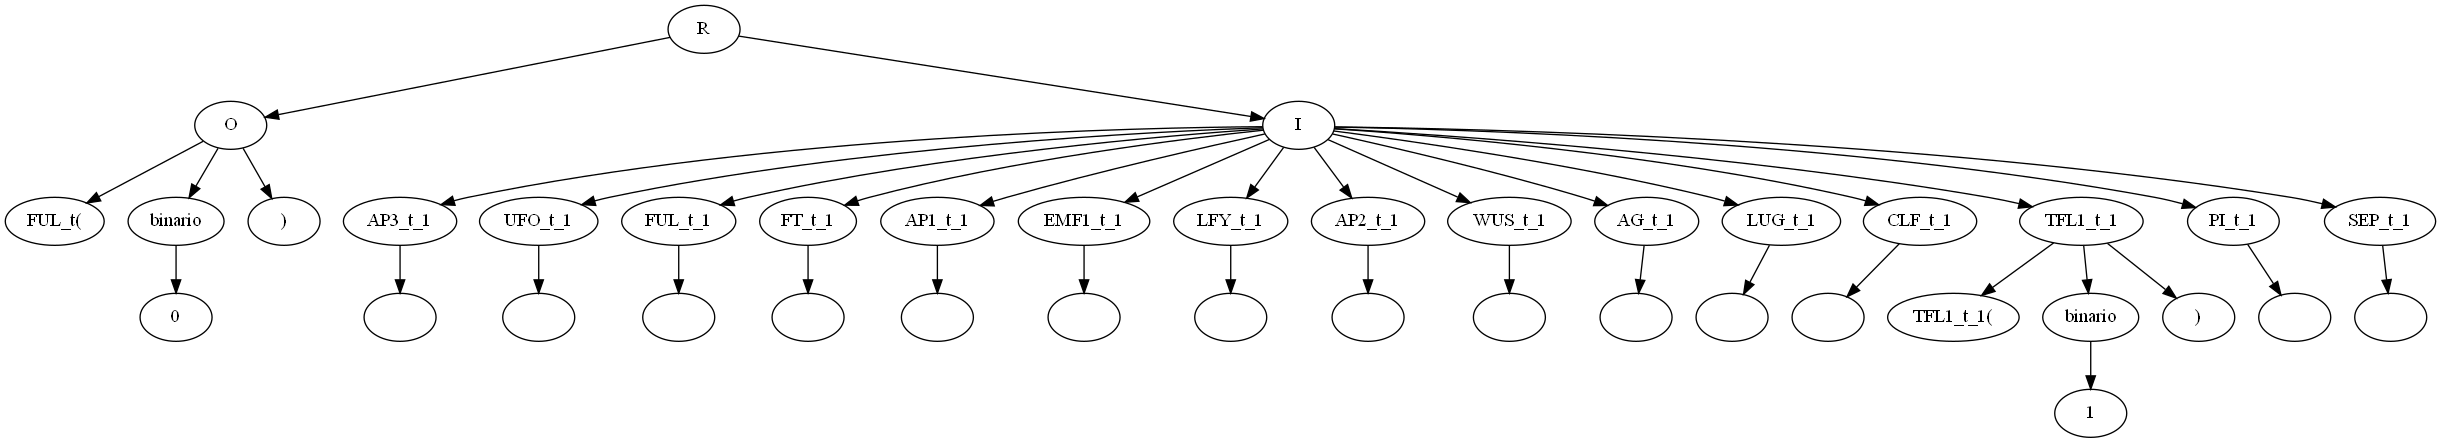 R
O
I
FUL_t(
binario
)
AP3_t_1
UFO_t_1
FUL_t_1
FT_t_1
AP1_t_1
EMF1_t_1
LFY_t_1
AP2_t_1
WUS_t_1
AG_t_1
LUG_t_1
CLF_t_1
TFL1_t_1
PI_t_1
SEP_t_1
0
TFL1_t_1(
binario
)
1